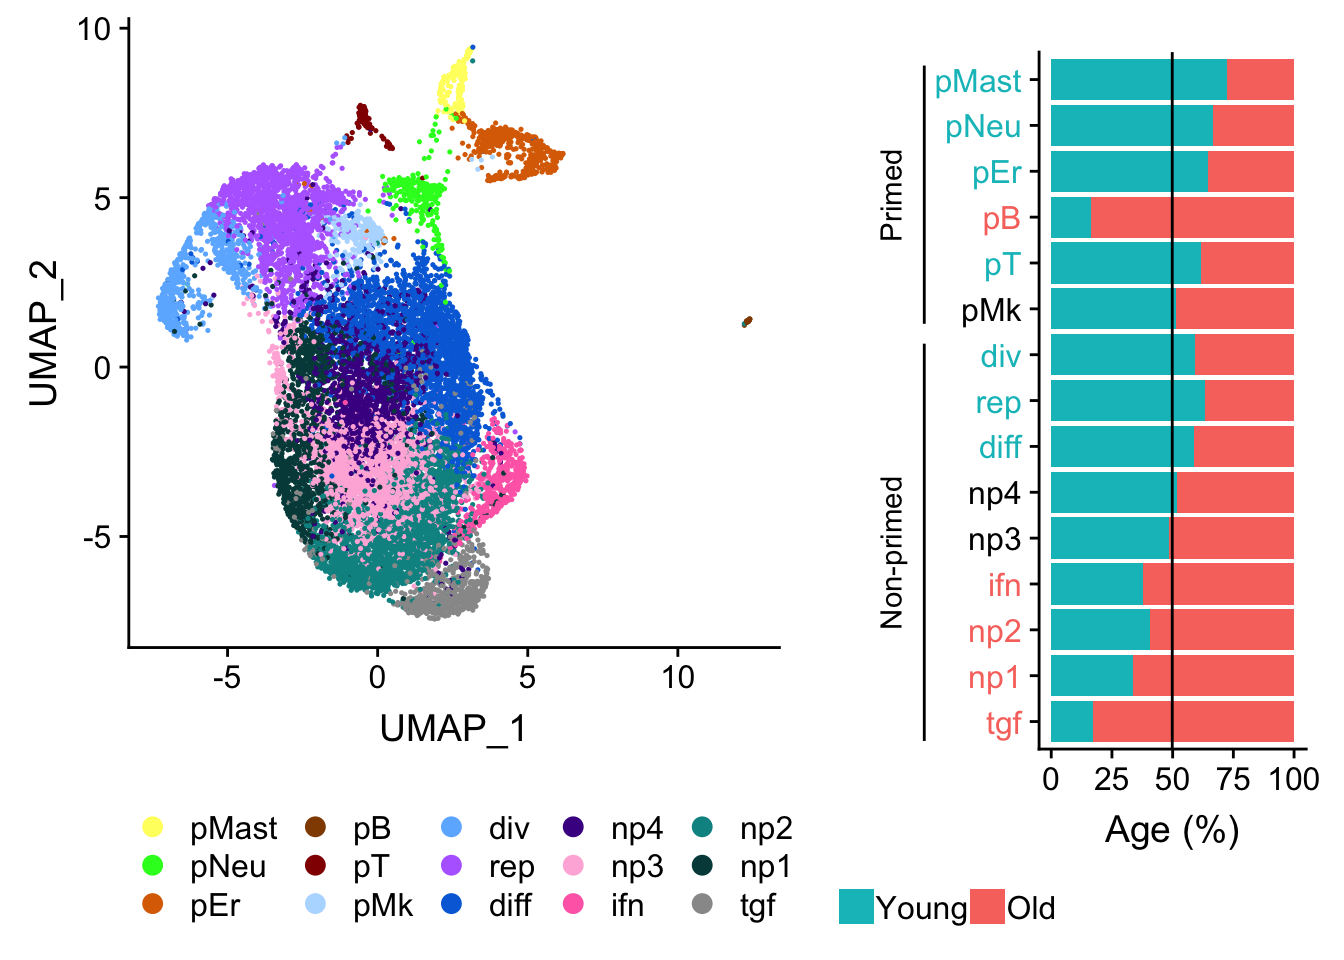 10
5
0
-5
UMAP_2
-5
0
5
10
UMAP_1
pMast
pB
div
np4
np2
pNeu
pT
rep
np3
np1
pEr
pMk
diff
ifn
tgf
Primed
Non-primed
pMast
pNeu
pEr
pB
pT
pMk
div
rep
diff
np4
np3
ifn
np2
np1
tgf
0
25
50
75
100
Age (%)
Young
Old